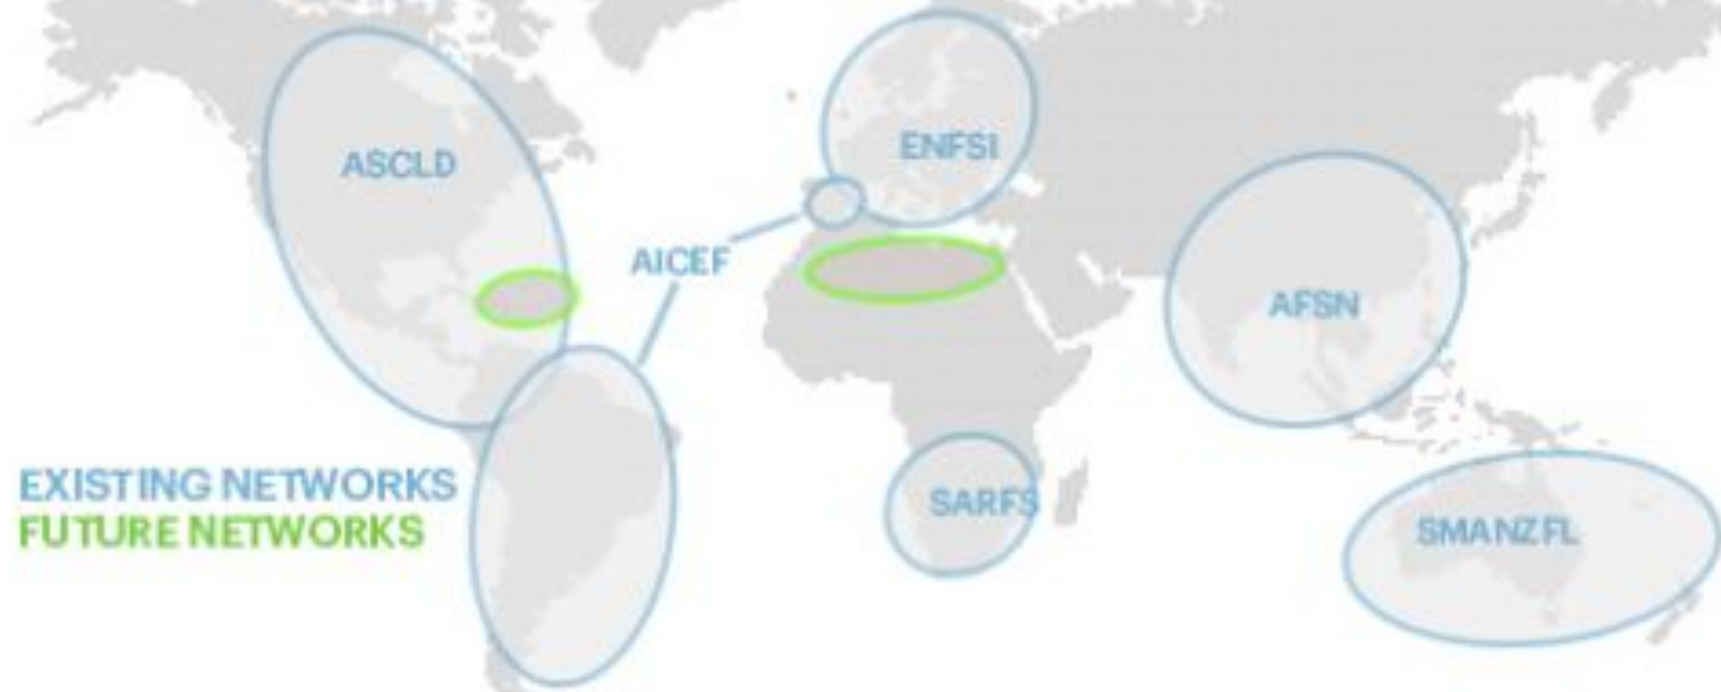 ENFSI
ASCLD
AICEF
AFSN
EXISTING NETWORKS
FUTURE NETWORKS
SARFS
SMANZFL